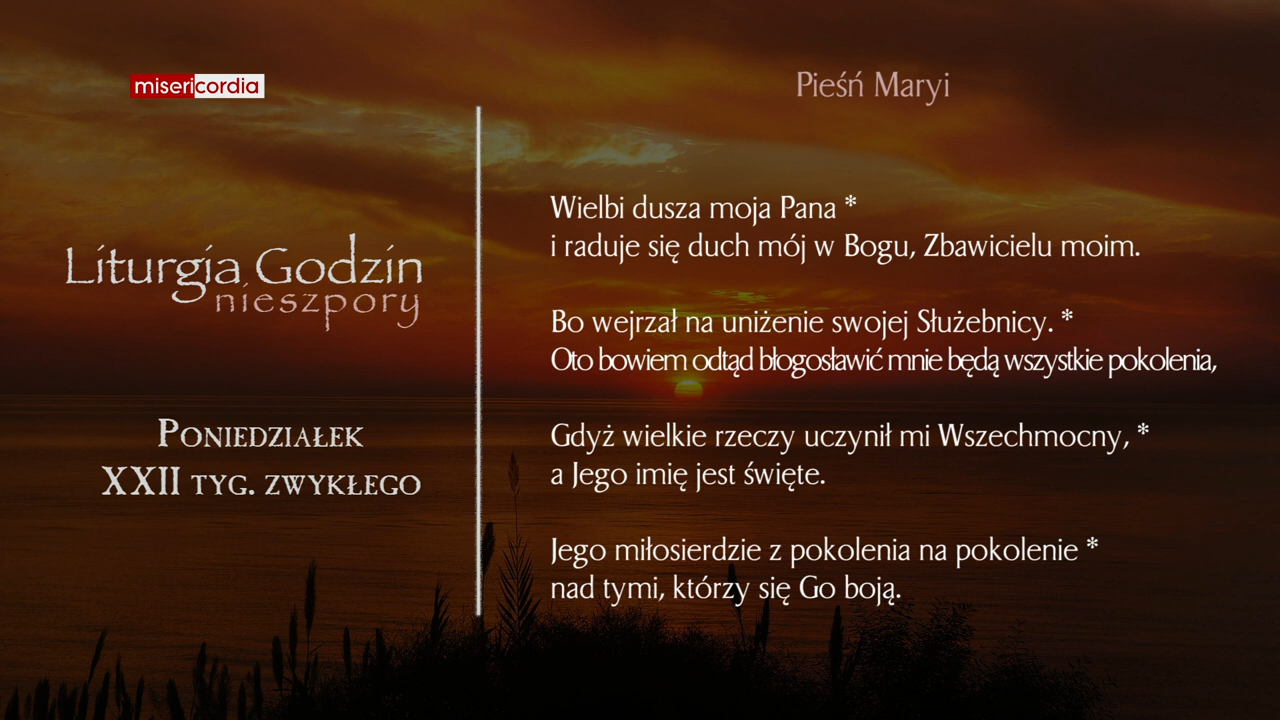 misericordia
Liturgia Godzin
nieszpory
Poniedziałek
XXII tyg. zwykłego
Pieśń Maryi
Wielbi dusza moja Pana *
i raduje się duch mój w Bogu, Zbawicielu moim.
Bo wejrzał na uniżenie swojej Służebnicy. *
Oto bowiem odtąd błogosławić mnie będą wszystkie pokolenia,
Gdyż wielkie rzeczy uczynił mi Wszechmocny, *
a Jego imię jest święte.
Jego miłosierdzie z pokolenia na pokolenie *
nad tymi, którzy się Go boją.